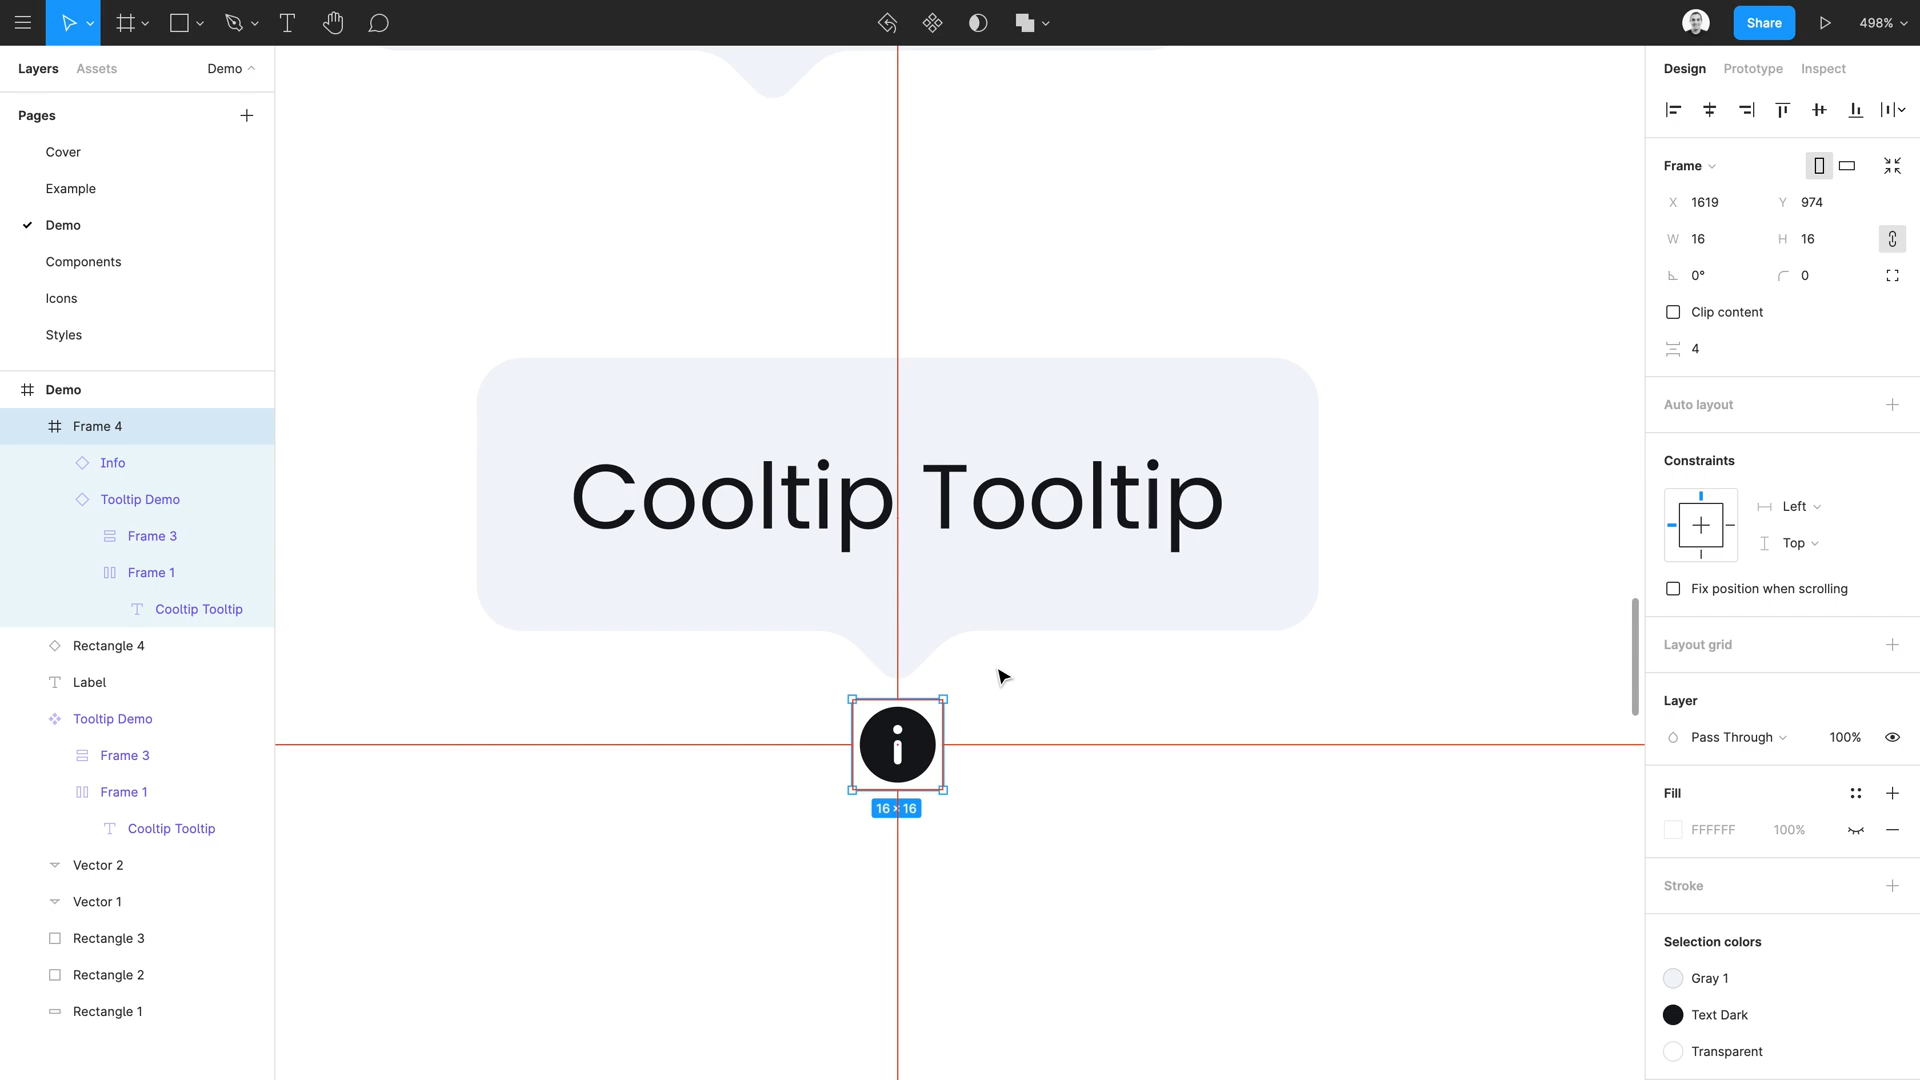 Share
498%
Layers
Assets
Demo
Pages
Cover
Example
Demo
Components
Icons
Styles
Demo
Frame 4
Info
Tooltip Demo
Frame 3
Frame 1
Cooltip Tooltip
Rectangle 4
Label
Tooltip Demo
Frame 3
Frame 1
Cooltip Tooltip
Vector 2
Vector 1
Rectangle 3
Rectangle 2
Rectangle 1
Cooltip Tooltip
16 × 16
Design
Prototype
Inspect
Frame
X 1619 Y 974
W 16 H 16
0° 0
Clip content
4
Auto layout
Constraints
Left
Top
Fix position when scrolling
Layout grid
Layer
Pass Through 100%
Fill
FFFFFF 100%
Stroke
Selection colors
Gray 1
Text Dark
Transparent